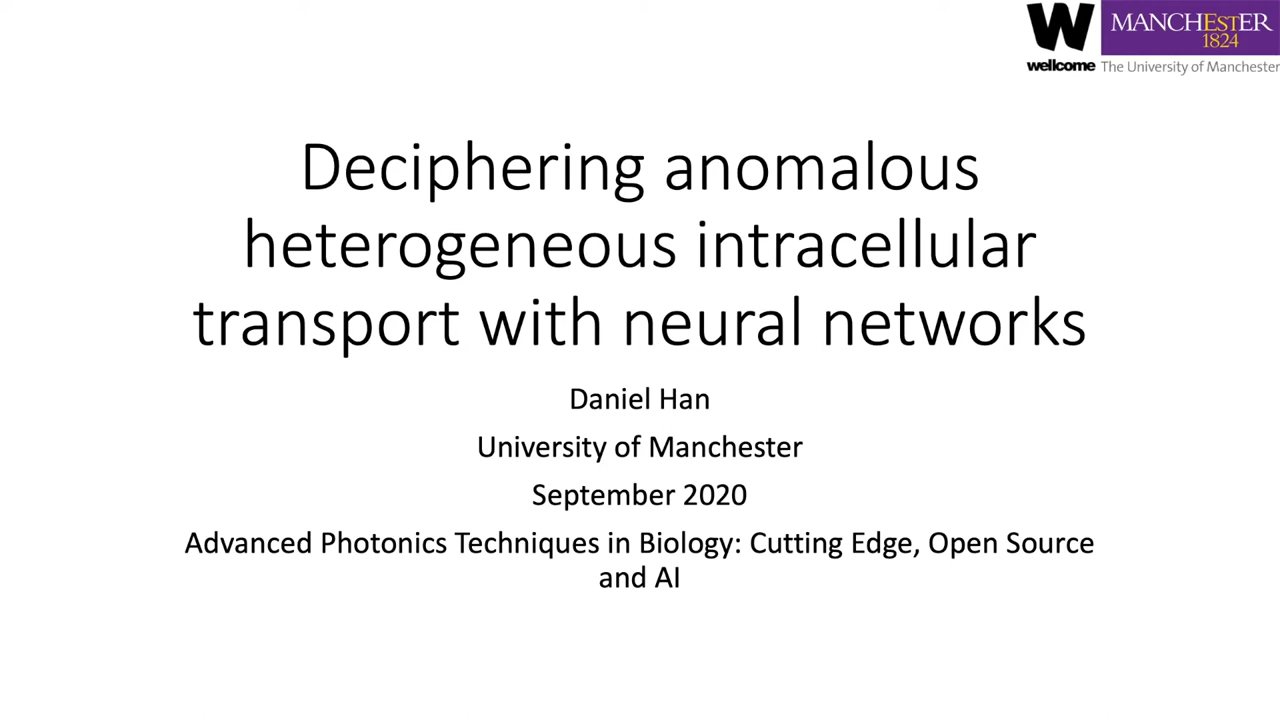 wellcome
MANCHESTER
1824
The University of Manchester
Deciphering anomalous
heterogeneous intracellular
transport with neural networks
Daniel Han
University of Manchester
September 2020
Advanced Photonics Techniques in Biology: Cutting Edge, Open Source
and AI